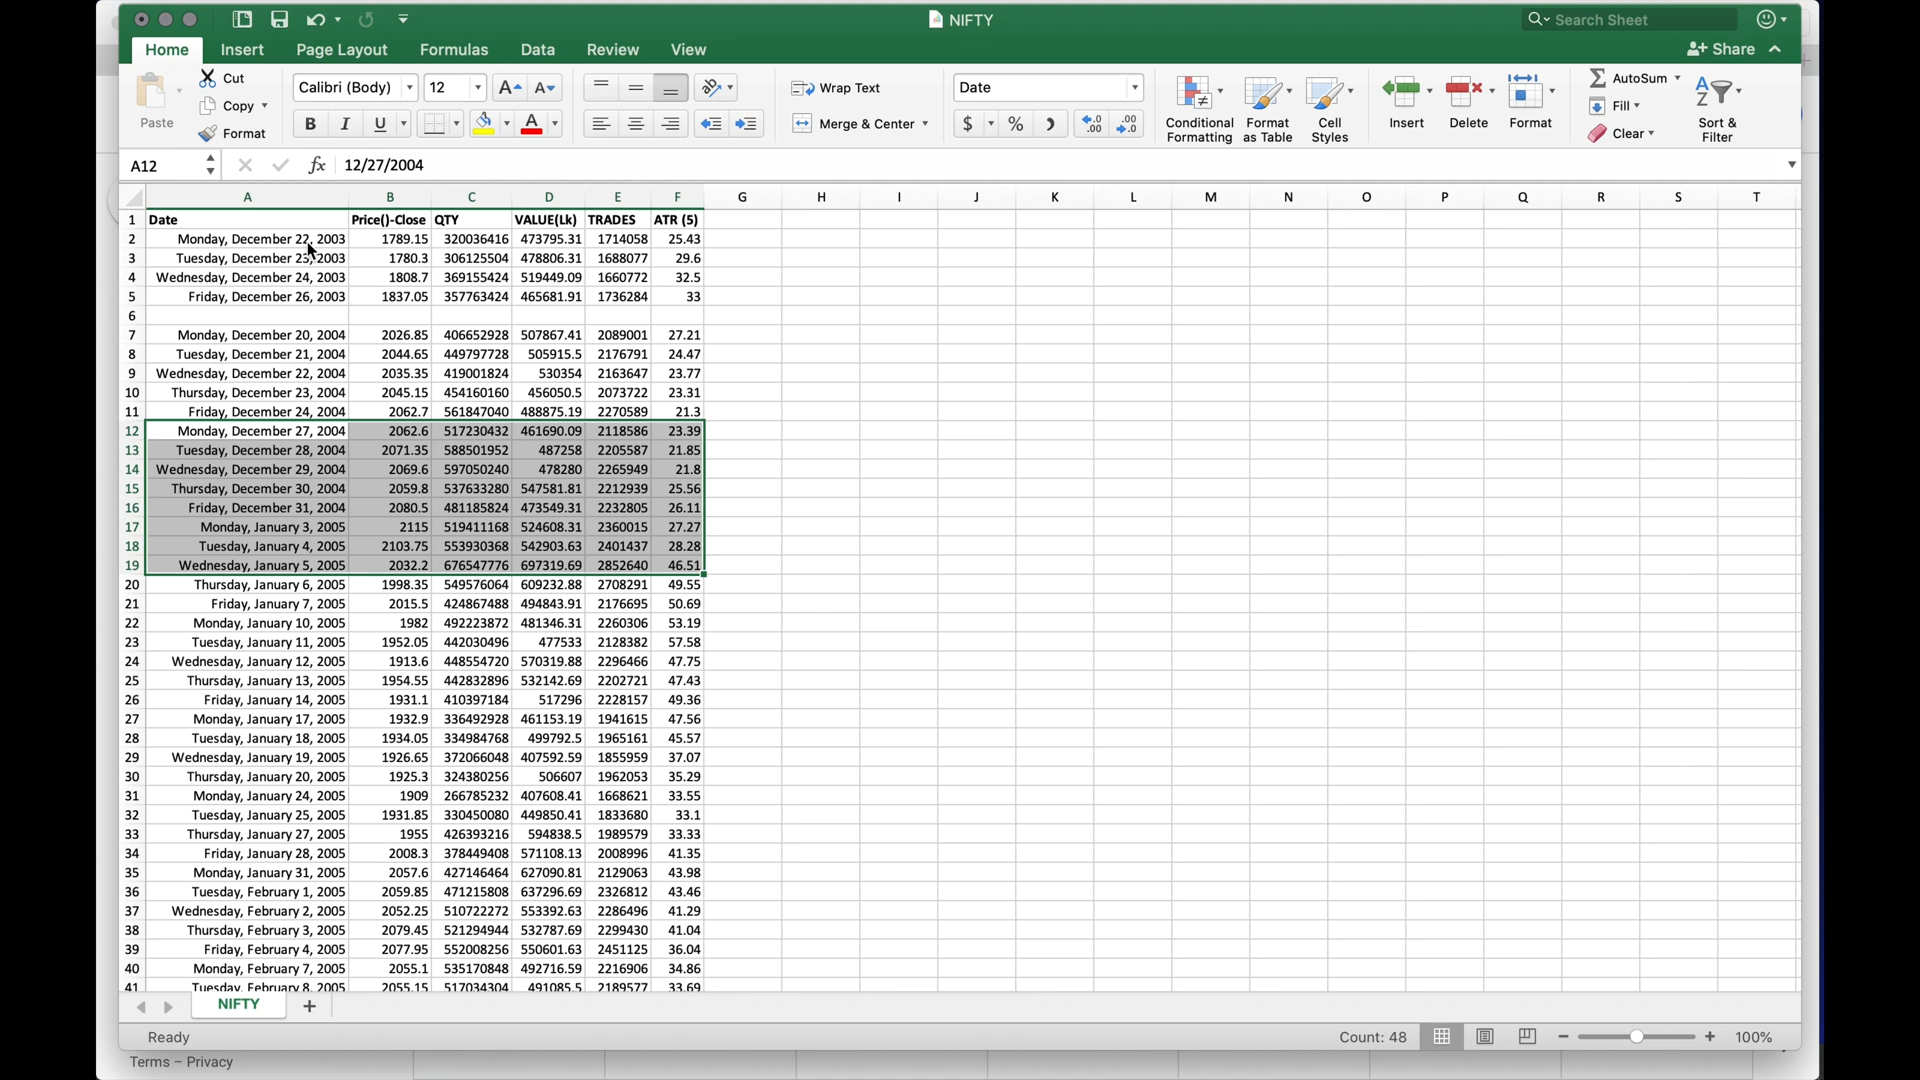 NIFTY
Search Sheet
Home Insert Page Layout Formulas Data Review View
Share
Paste
Cut
Copy
Format
Calibri (Body) 12
Wrap Text
Merge & Center
Date
Conditional Formatting
Format as Table
Cell Styles
Insert
Delete
Format
AutoSum
Fill
Clear
Sort & Filter
A12 fx 12/27/2004
A B C D E F G H I J K L M N O P Q R S T
1 Date Price()-Close QTY VALUE(Lk) TRADES ATR (5)
2 Monday, December 22, 2003 1789.15 320036416 473795.31 1714058 25.43
3 Tuesday, December 23, 2003 1780.3 306125504 478806.31 1688077 29.6
4 Wednesday, December 24, 2003 1808.7 369155424 519449.09 1660772 32.5
5 Friday, December 26, 2003 1837.05 357763424 465681.91 1736284 33
6
7 Monday, December 20, 2004 2026.85 406652928 507867.41 2089001 27.21
8 Tuesday, December 21, 2004 2044.65 449797728 505915.5 2176791 24.47
9 Wednesday, December 22, 2004 2035.35 419001824 530354 2163647 23.77
10 Thursday, December 23, 2004 2045.15 454160160 456050.5 2073722 23.31
11 Friday, December 24, 2004 2062.7 561847040 488875.19 2270589 21.3
12 Monday, December 27, 2004 2062.6 517230432 461690.09 2118586 23.39
13 Tuesday, December 28, 2004 2071.35 588501952 487258 2205587 21.85
14 Wednesday, December 29, 2004 2069.6 597050240 478280 2265949 21.8
15 Thursday, December 30, 2004 2059.8 537633280 547581.81 2212939 25.56
16 Friday, December 31, 2004 2080.5 481185824 473549.31 2232805 26.11
17 Monday, January 3, 2005 2115 519411168 524608.31 2360015 27.27
18 Tuesday, January 4, 2005 2103.75 553930368 542903.63 2401437 28.28
19 Wednesday, January 5, 2005 2032.2 676547776 697319.69 2852640 46.51
20 Thursday, January 6, 2005 1998.35 549576064 609232.88 2708291 49.55
21 Friday, January 7, 2005 2015.5 424867488 494843.91 2176695 50.69
22 Monday, January 10, 2005 1982 492223872 481346.31 2260306 53.19
23 Tuesday, January 11, 2005 1952.05 442030496 477533 2128382 57.58
24 Wednesday, January 12, 2005 1913.6 448554720 570319.88 2296466 47.75
25 Thursday, January 13, 2005 1954.55 442832896 532142.69 2202721 47.43
26 Friday, January 14, 2005 1931.1 410397184 517296 2228157 49.36
27 Monday, January 17, 2005 1932.9 336492928 461153.19 1941615 47.56
28 Tuesday, January 18, 2005 1934.05 334984768 499792.5 1965161 45.57
29 Wednesday, January 19, 2005 1926.65 372066048 407592.59 1855959 37.07
30 Thursday, January 20, 2005 1925.3 324380256 506607 1962053 35.29
31 Monday, January 24, 2005 1909 266785232 407608.41 1668621 33.55
32 Tuesday, January 25, 2005 1931.85 330450080 449850.41 1833680 33.1
33 Thursday, January 27, 2005 1955 426393216 594838.5 1989579 33.33
34 Friday, January 28, 2005 2008.3 378449408 571108.13 2008996 41.35
35 Monday, January 31, 2005 2057.6 427146464 627090.81 2129063 43.98
36 Tuesday, February 1, 2005 2059.85 471215808 637296.69 2326812 43.46
37 Wednesday, February 2, 2005 2052.25 510722272 553392.63 2286496 41.29
38 Thursday, February 3, 2005 2079.45 521294944 532787.69 2299430 41.04
39 Friday, February 4, 2005 2077.95 552008256 550601.63 2451125 36.04
40 Monday, February 7, 2005 2055.1 535170848 492716.59 2216906 34.86
41 Tuesday, February 8, 2005 2055.15 517034304 491085.5 2189577 33.69
NIFTY
Ready Count: 48 100%
Terms – Privacy